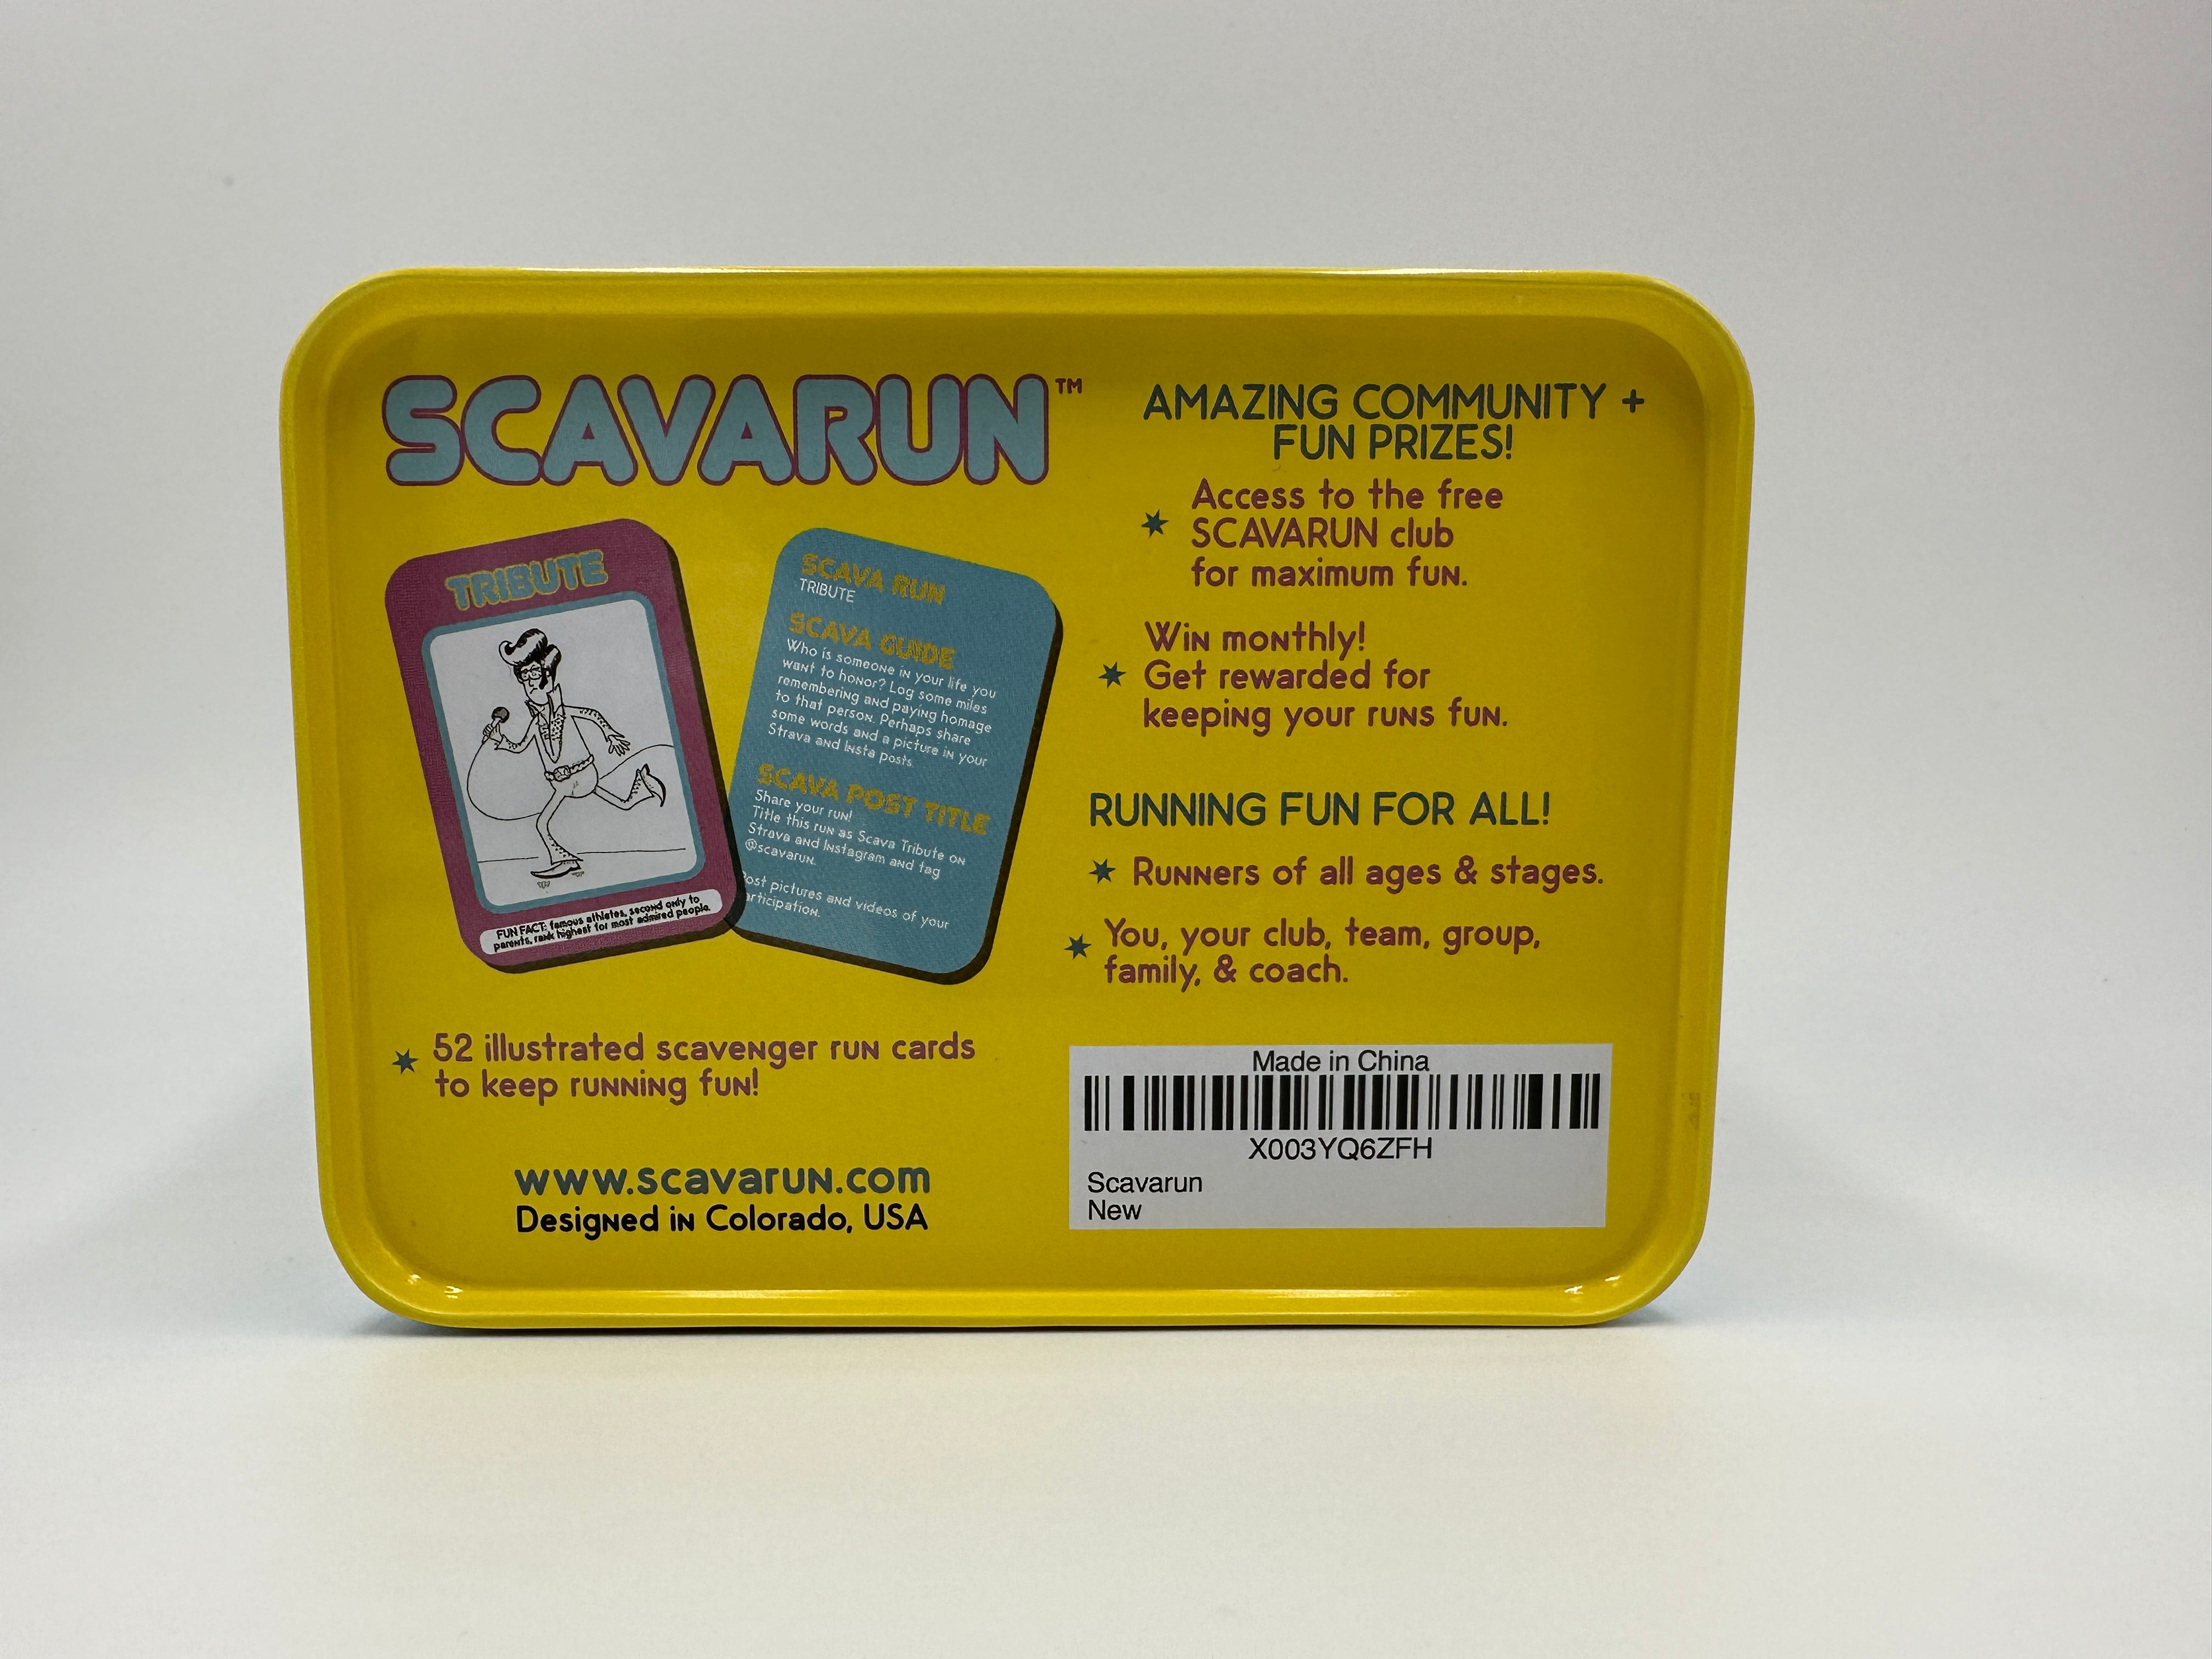 SCAVARUN™
TRIBUTE
FUN FACT: famous athletes, second only to
parents, rank highest for most admired people.
SCAVA RUN
TRIBUTE
SCAVA GUIDE
Who is someone in your life you
want to honor? Log some miles
remembering and paying homage
to that person. Perhaps share
some words and a picture in your
Strava and Insta posts.
SCAVA POST TITLE
Share your run!
Title this run as Scava Tribute on
Strava and Instagram and tag
@scavarun.
Post pictures and videos of your
articipation.
52 illustrated scavenger run cards
to keep running fun!
www.scavarun.com
Designed in Colorado, USA
AMAZING COMMUNITY +
FUN PRIZES!
Access to the free
SCAVARUN club
for maximum fun.
Win monthly!
Get rewarded for
keeping your runs fun.
RUNNING FUN FOR ALL!
Runners of all ages & stages.
You, your club, team, group,
family, & coach.
Made in China
X003YQ6ZFH
Scavarun
New